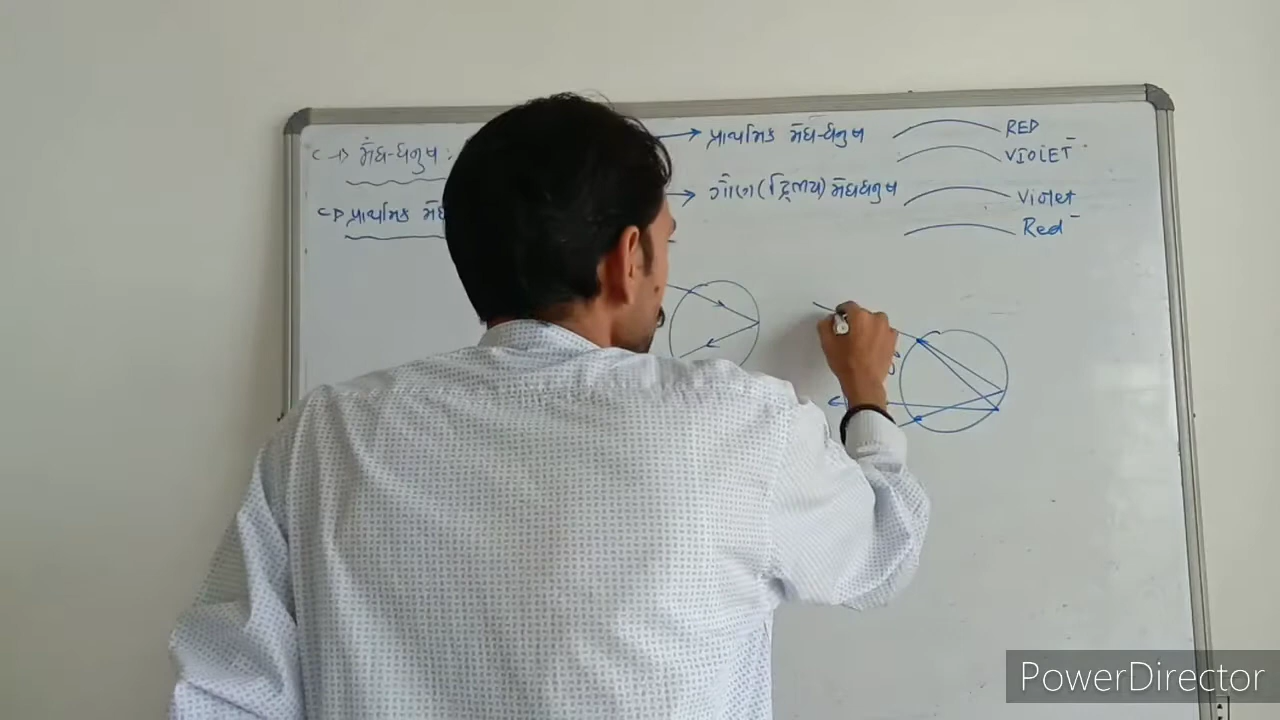 મેઘ-ધનુષ :
→ પ્રાથમિક મેઘ-ધનુષ
RED
VIOLET
પ્રાથમિક મેઘ
→ ગૌણ (દ્વિતીય) મેઘધનુષ
Violet
Red
PowerDirector